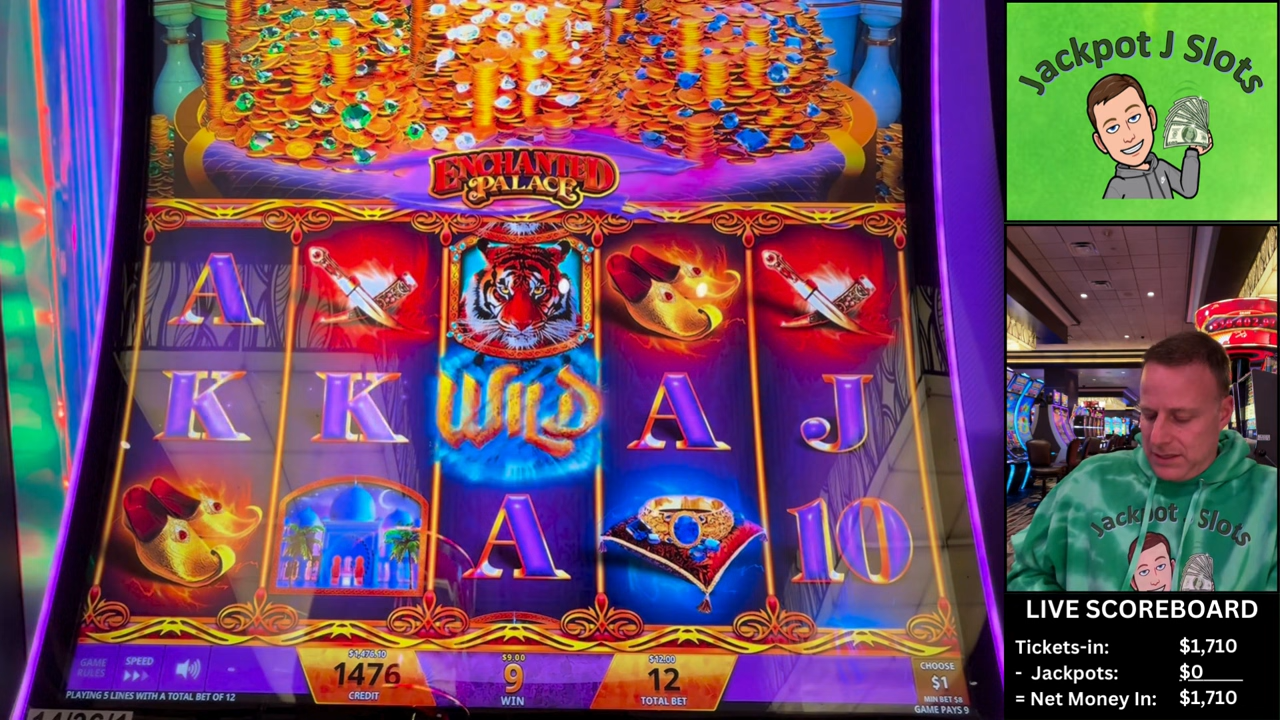 Jackpot J Slots
ENCHANTED
PALACE
A
K K WILD A J
A 10
Jackpot J Slots
LIVE SCOREBOARD
Tickets-in: $1,710
- Jackpots: $0
= Net Money In: $1,710
GAME
RULES
SPEED
$1,476.10
1476
CREDIT
$9.00
9
WIN
$12.00
12
TOTAL BET
CHOOSE
$1
MIN BET $8
GAME PAYS 9
PLAYING 5 LINES WITH A TOTAL BET OF 12